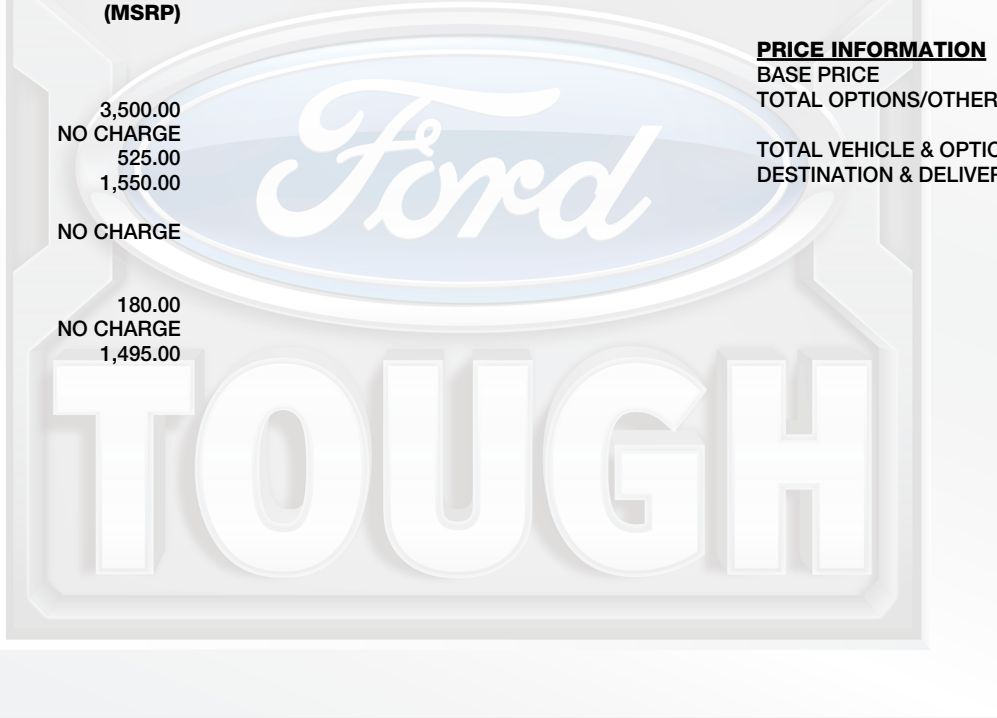 (MSRP)
3,500.00
NO CHARGE
525.00
1,550.00
NO CHARGE
180.00
NO CHARGE
1,495.00
PRICE INFORMATION
BASE PRICE
TOTAL OPTIONS/OTHER
TOTAL VEHICLE & OPTIO
DESTINATION & DELIVER
Ford
TOUGH